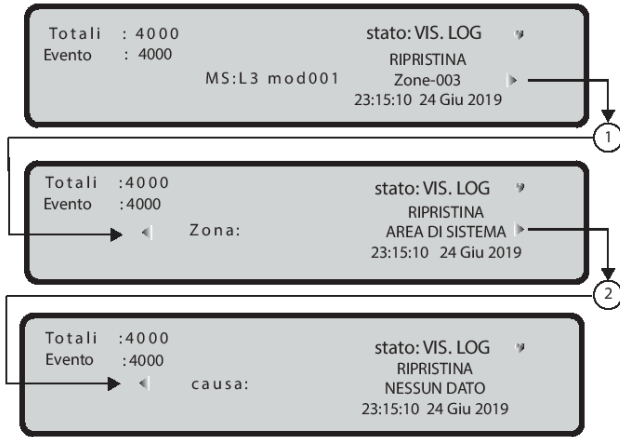 Totali : 4000 stato: VIS. LOG
Evento : 4000 RIPRISTINA
MS:L3 mod001 Zone-003
23:15:10 24 Giu 2019
1
Totali :4000 stato: VIS. LOG
Evento :4000 RIPRISTINA
Zona: AREA DI SISTEMA
23:15:10 24 Giu 2019
2
Totali :4000 stato: VIS. LOG
Evento :4000 RIPRISTINA
causa: NESSUN DATO
23:15:10 24 Giu 2019